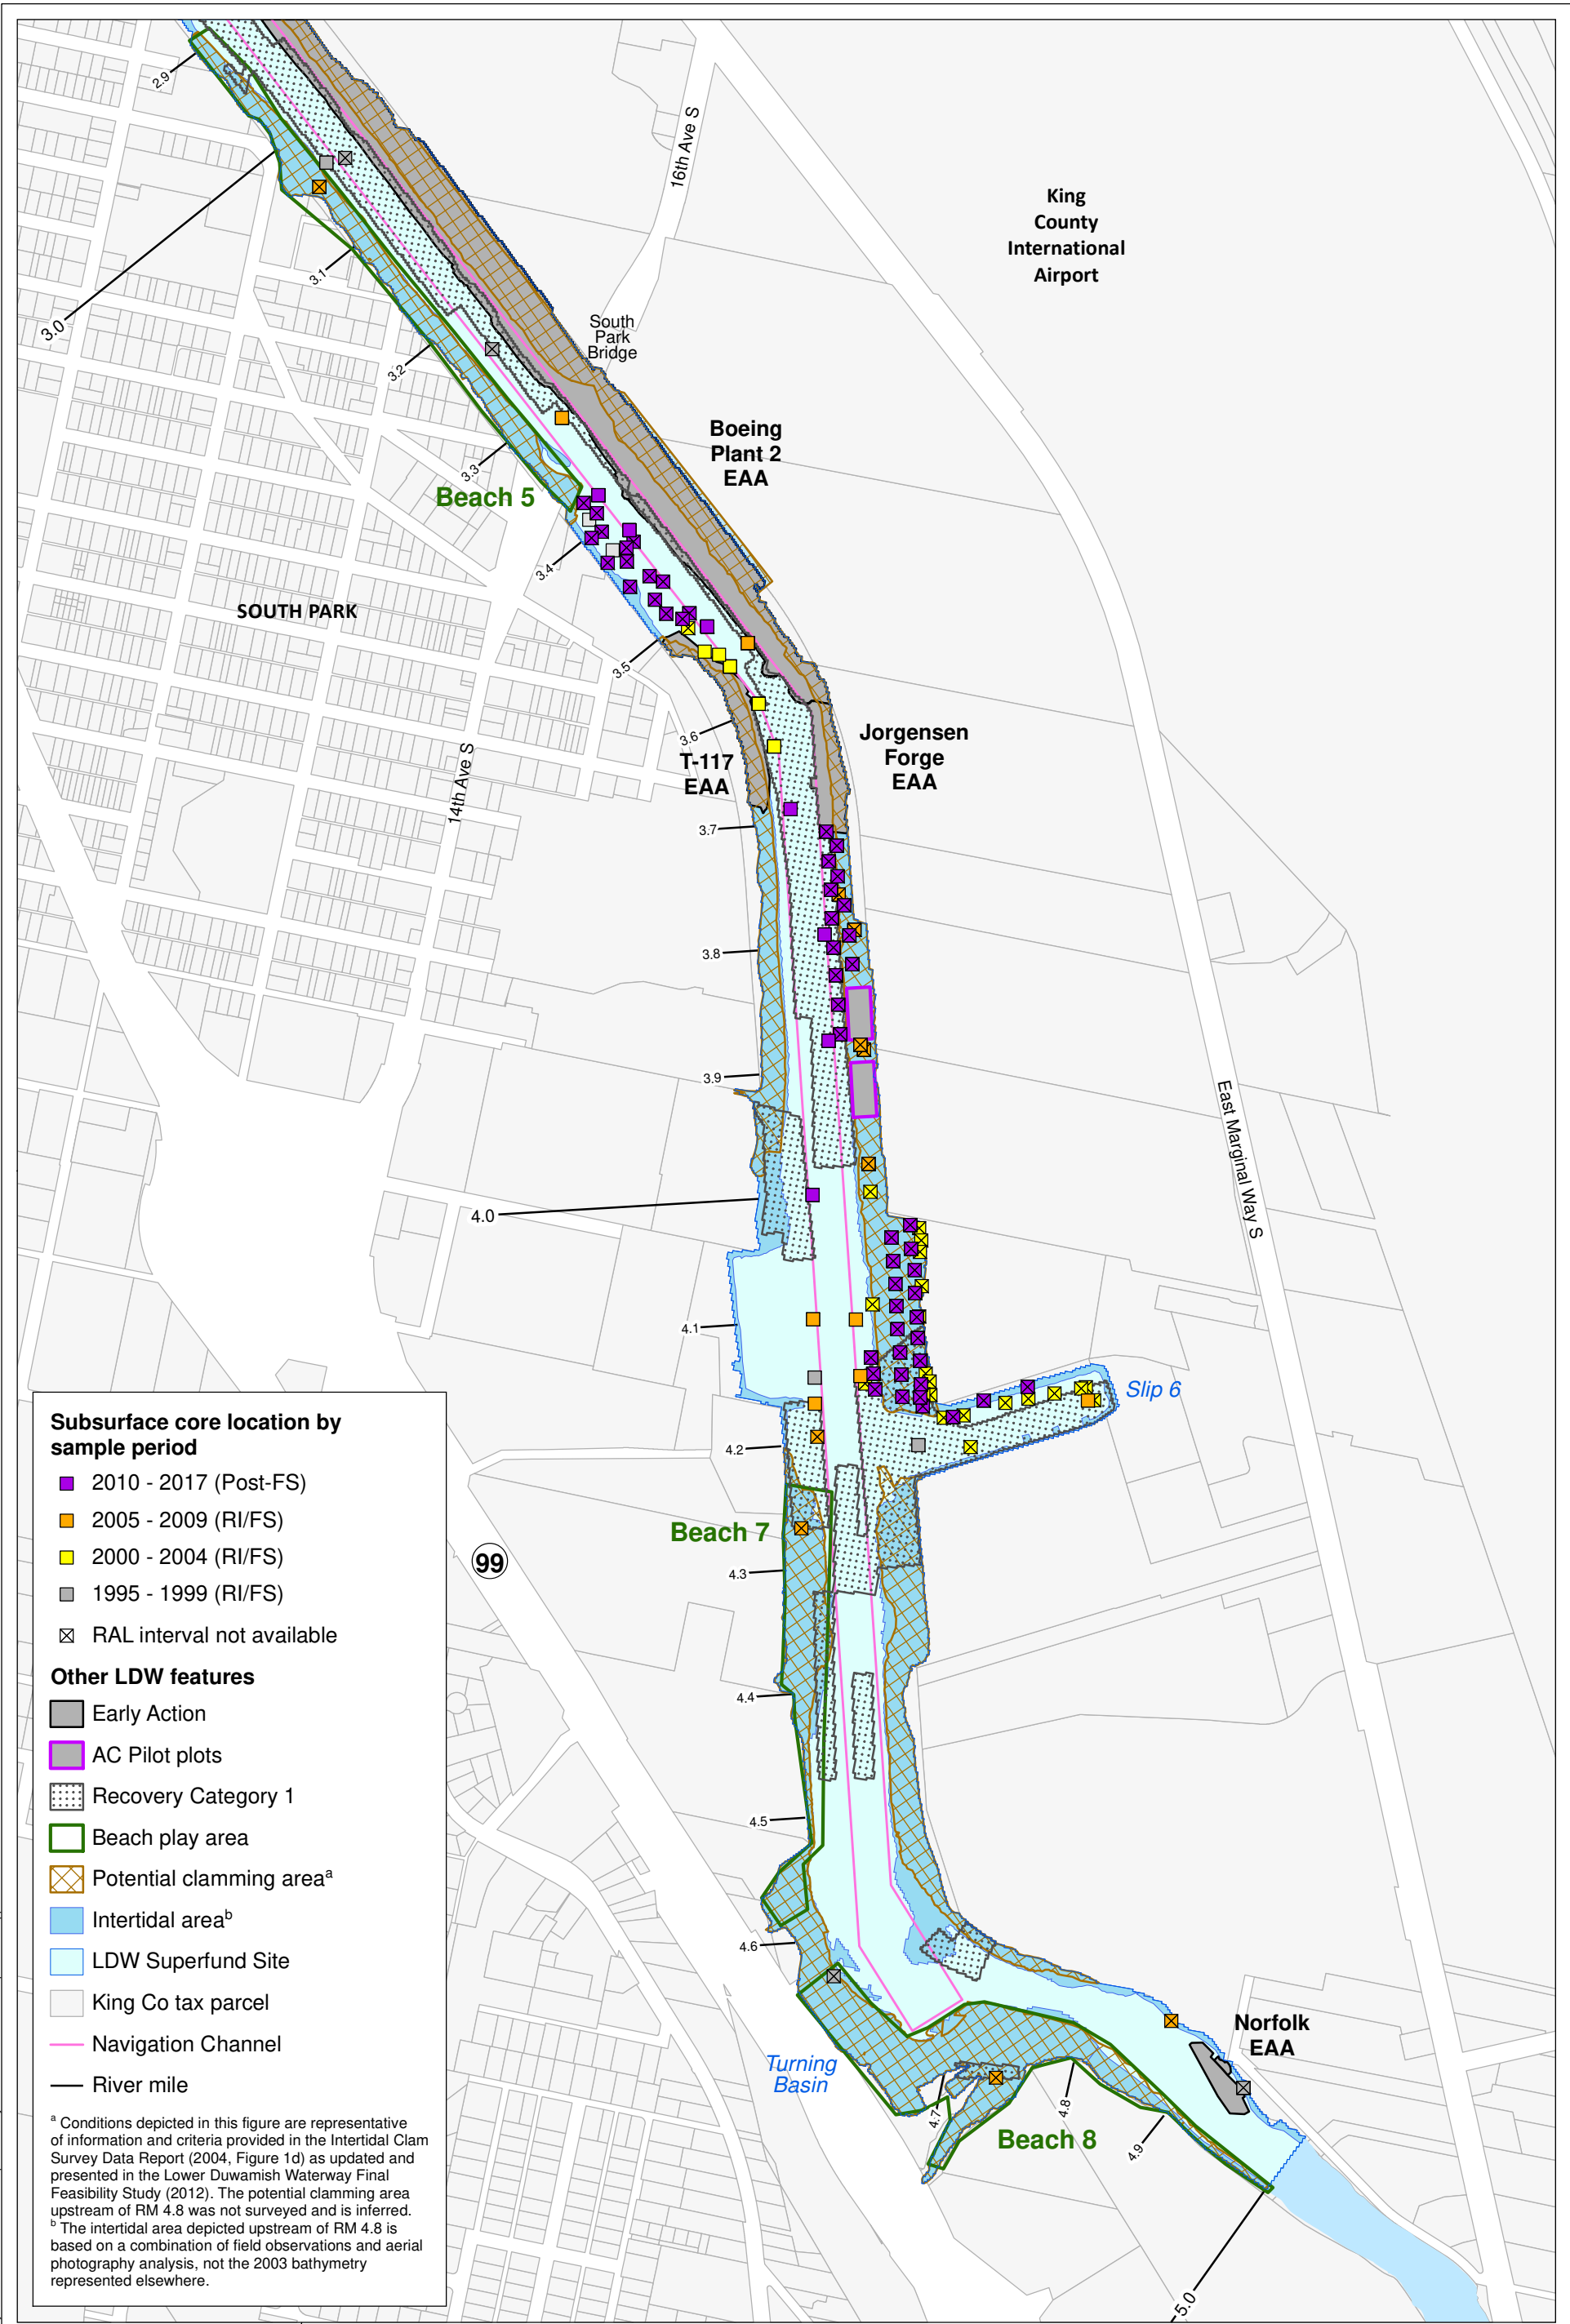 2.9
3.0
3.1
3.2
3.3
3.4
3.5
3.6
3.7
3.8
3.9
4.0
4.1
4.2
4.3
4.4
4.5
4.6
4.7
4.8
4.9
5.0
16th Ave S
King
County
International
Airport
South
Park
Bridge
Boeing
Plant 2
EAA
Beach 5
SOUTH PARK
14th Ave S
T-117
EAA
Jorgensen
Forge
EAA
East Marginal Way S
Slip 6
Beach 7
99
Turning
Basin
Beach 8
Norfolk
EAA
Subsurface core location by
sample period
2010 - 2017 (Post-FS)
2005 - 2009 (RI/FS)
2000 - 2004 (RI/FS)
1995 - 1999 (RI/FS)
RAL interval not available
Other LDW features
Early Action
AC Pilot plots
Recovery Category 1
Beach play area
Potential clamming areaᵃ
Intertidal areaᵇ
LDW Superfund Site
King Co tax parcel
Navigation Channel
River mile
ᵃ Conditions depicted in this figure are representative
of information and criteria provided in the Intertidal Clam
Survey Data Report (2004, Figure 1d) as updated and
presented in the Lower Duwamish Waterway Final
Feasibility Study (2012). The potential clamming area
upstream of RM 4.8 was not surveyed and is inferred.
ᵇ The intertidal area depicted upstream of RM 4.8 is
based on a combination of field observations and aerial
photography analysis, not the 2003 bathymetry
represented elsewhere.